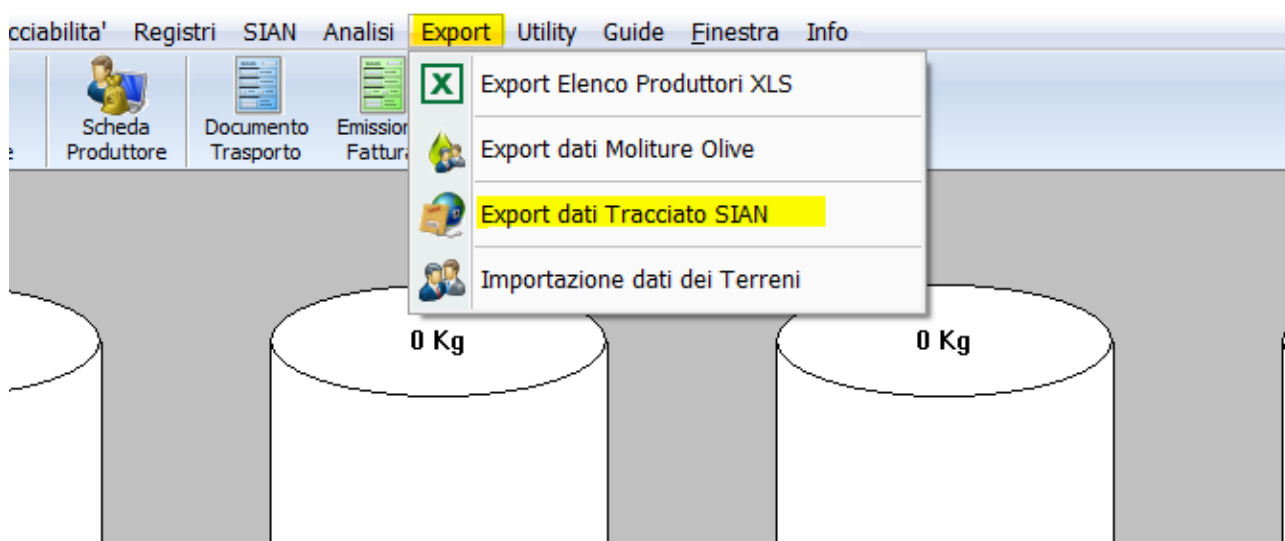 cciabilita' Registri SIAN Analisi Export Utility Guide Finestra Info
Scheda Produttore
Documento Trasporto
Emission Fattura
Export Elenco Produttori XLS
Export dati Moliture Olive
Export dati Tracciato SIAN
Importazione dati dei Terreni
0 Kg
0 Kg